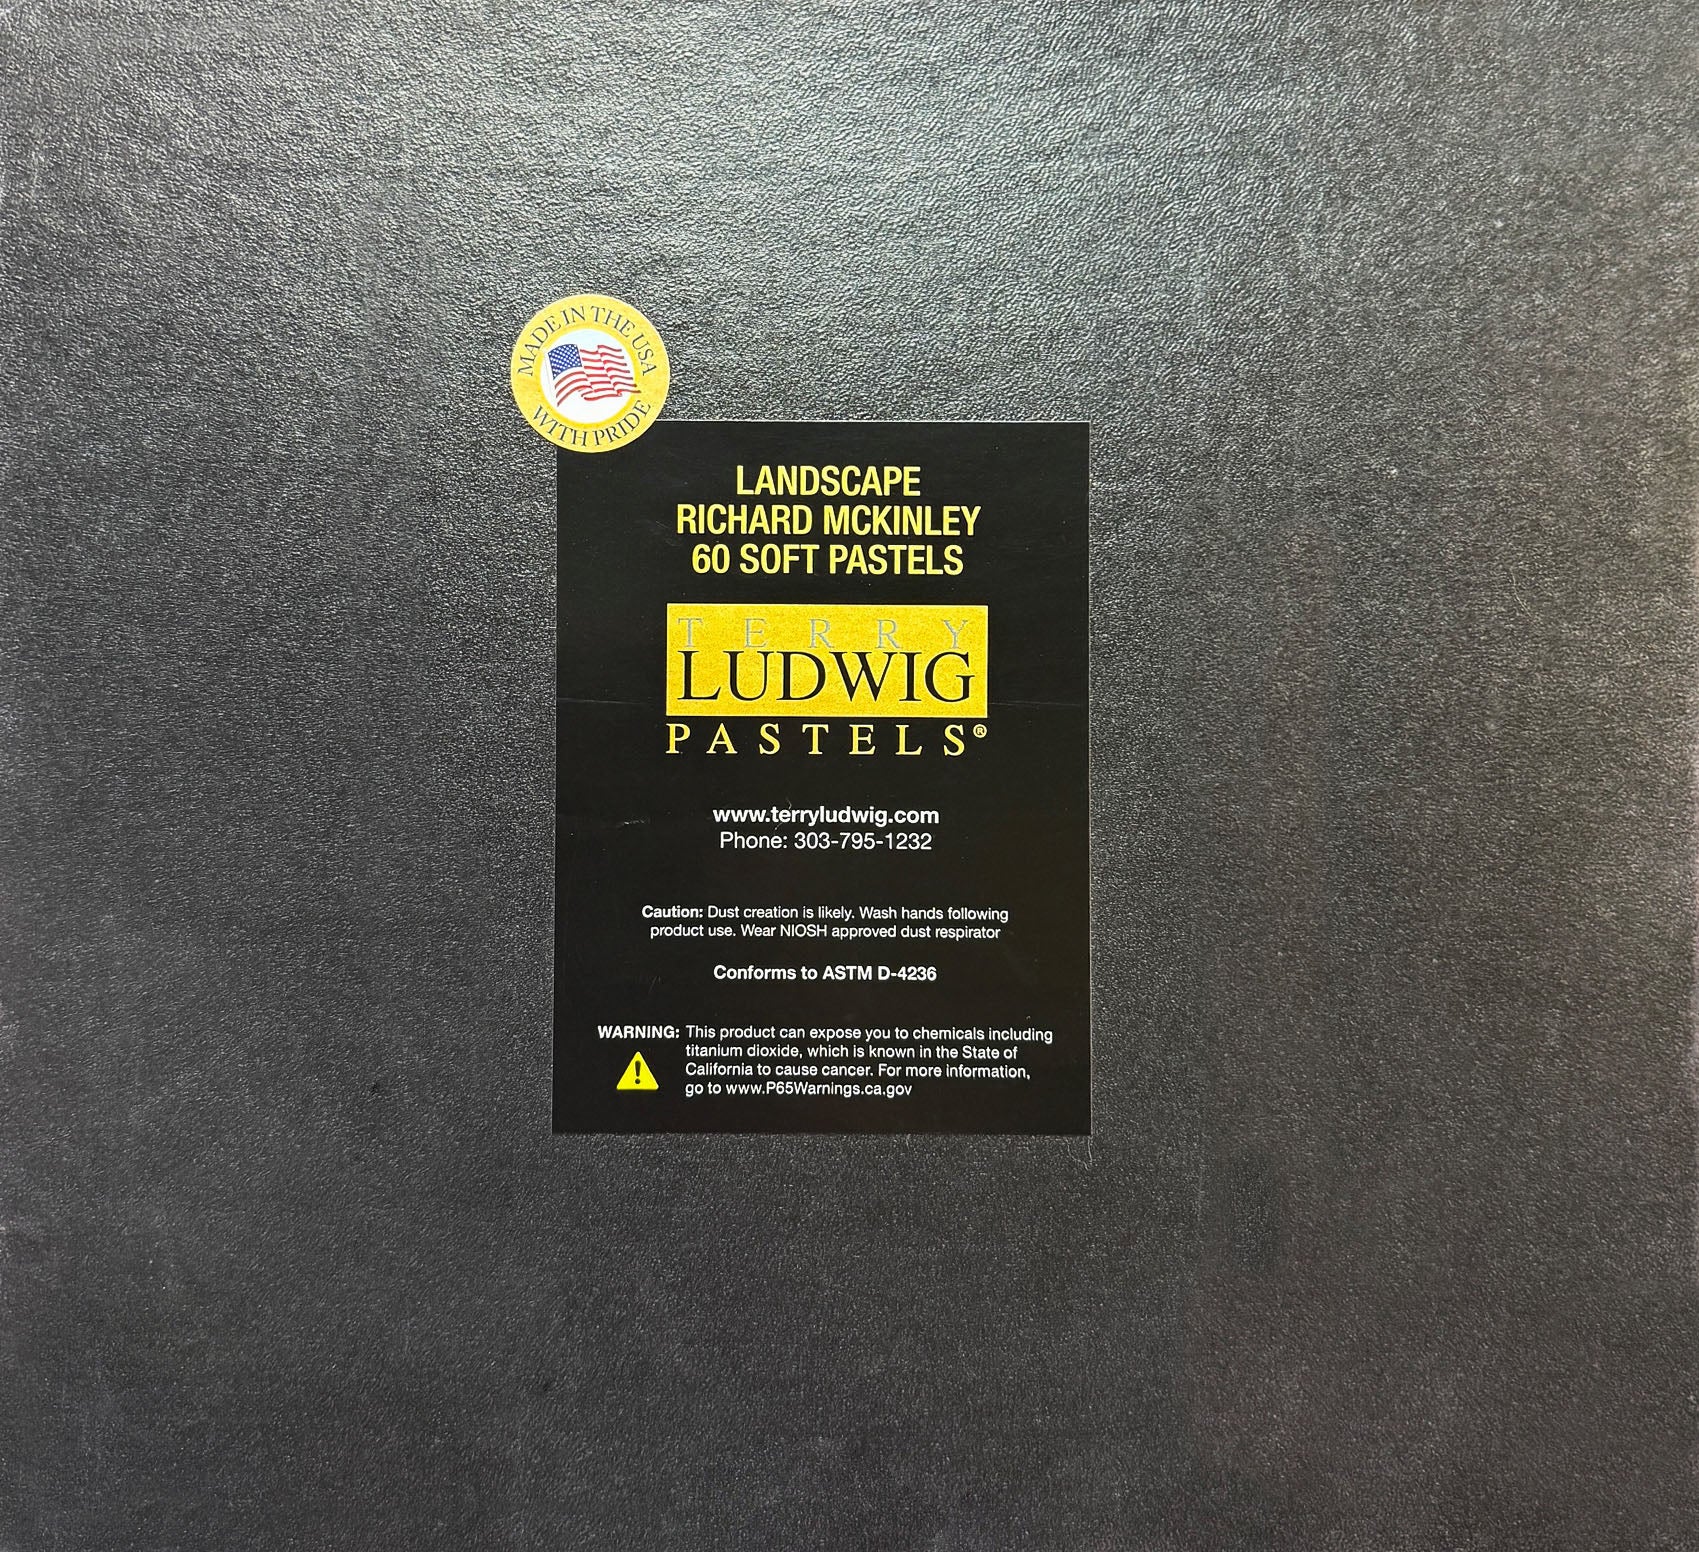 MADE IN THE USA
WITH PRIDE
LANDSCAPE
RICHARD MCKINLEY
60 SOFT PASTELS
TERRY
LUDWIG
PASTELS®
www.terryludwig.com
Phone: 303-795-1232
Caution: Dust creation is likely. Wash hands following
product use. Wear NIOSH approved dust respirator
Conforms to ASTM D-4236
WARNING: This product can expose you to chemicals including
titanium dioxide, which is known in the State of
California to cause cancer. For more information,
go to www.P65Warnings.ca.gov